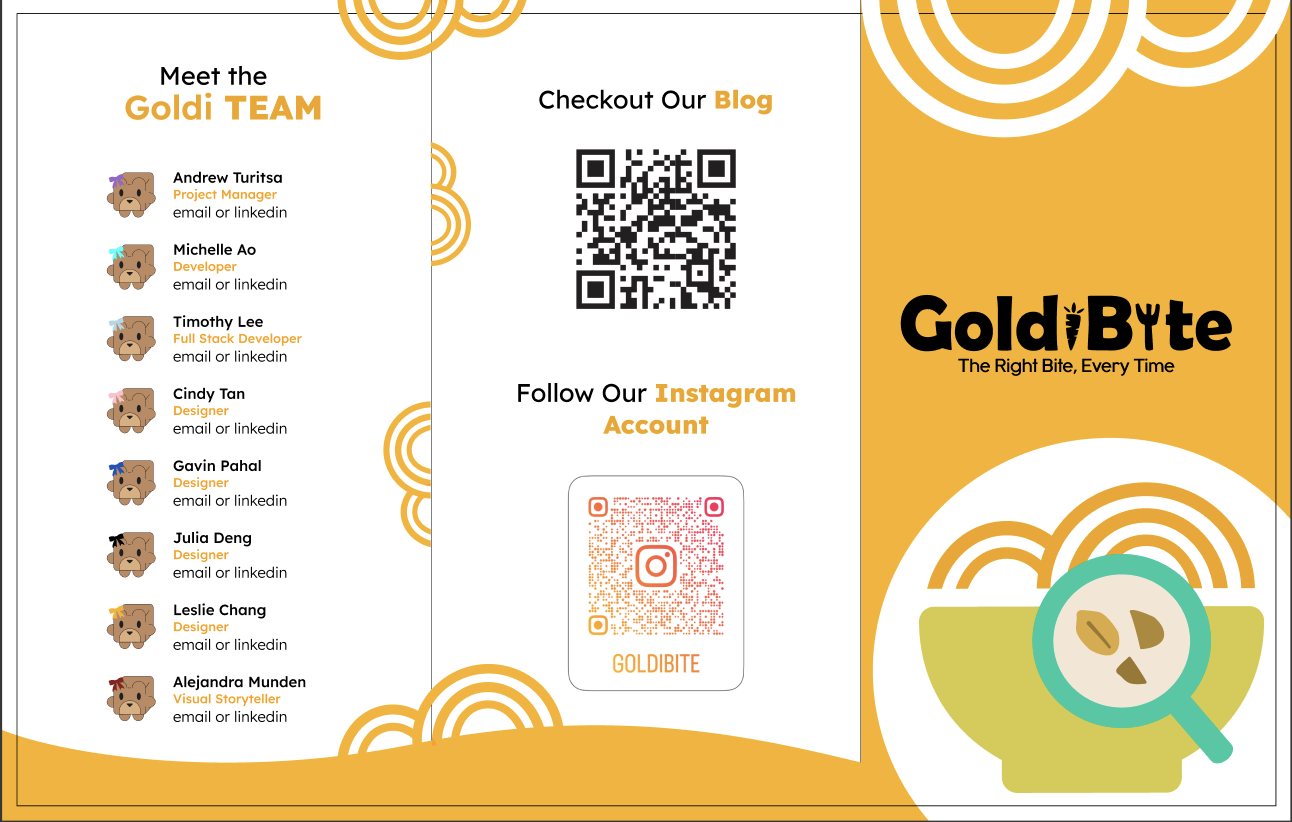 Meet the
Goldi TEAM
Andrew Turitsa
Project Manager
email or linkedin
Michelle Ao
Developer
email or linkedin
Timothy Lee
Full Stack Developer
email or linkedin
Cindy Tan
Designer
email or linkedin
Gavin Pahal
Designer
email or linkedin
Julia Deng
Designer
email or linkedin
Leslie Chang
Designer
email or linkedin
Alejandra Munden
Visual Storyteller
email or linkedin
Checkout Our Blog
Follow Our Instagram
Account
GOLDIBITE
GoldiByte
The Right Bite, Every Time